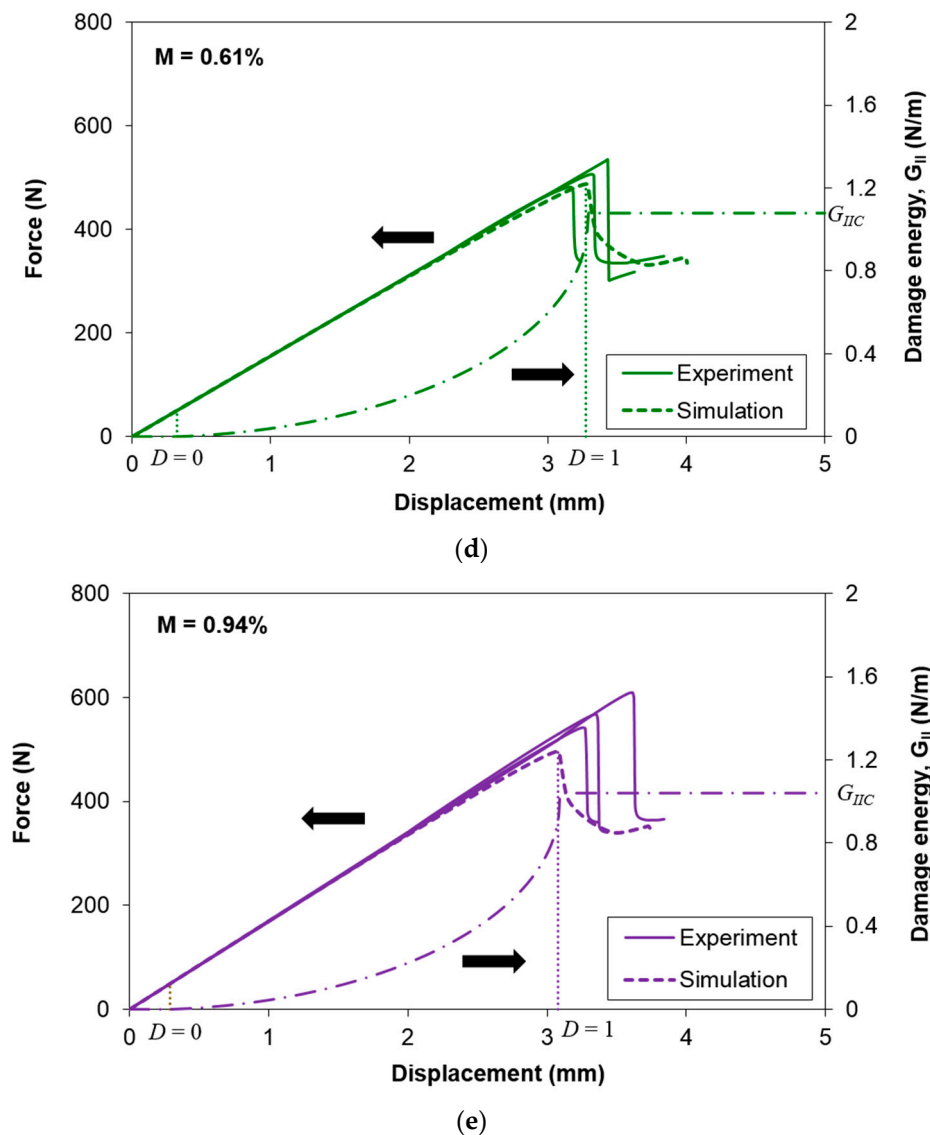 M = 0.61%
800
600
400
200
0
Force (N)
2
1.6
1.2
0.8
0.4
0
Damage energy, G_II (N/m)
G_IIC
Experiment
Simulation
0 1 2 3 4 5
D = 0 D = 1
Displacement (mm)
(d)
M = 0.94%
800
600
400
200
0
Force (N)
2
1.6
1.2
0.8
0.4
0
Damage energy, G_II (N/m)
G_IIC
Experiment
Simulation
0 1 2 3 4 5
D = 0 D = 1
Displacement (mm)
(e)